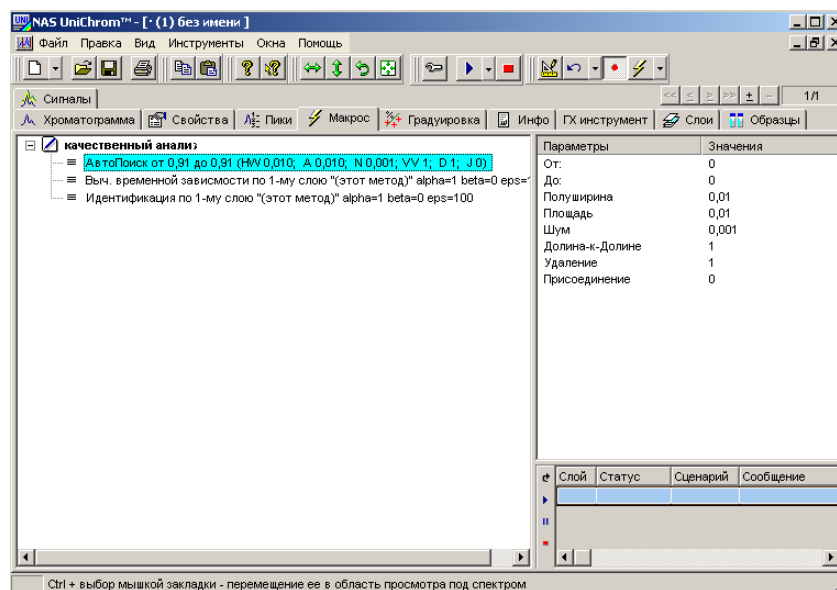 NAS UniChrom™ - [ · (1) без имени ]
Файл Правка Вид Инструменты Окна Помощь
Сигналы
<< < > >> ± − 1/1
Хроматограмма Свойства Пики Макрос Градуировка Инфо ГХ инструмент Слои Образцы
качественный анализ
АвтоПоиск от 0,91 до 0,91 (HW 0,010; A 0,010; N 0,001; VV 1; D 1; J 0)
Выч. временной зависмости по 1-му слою "(этот метод)" alpha=1 beta=0 eps=
Идентификация по 1-му слою "(этот метод)" alpha=1 beta=0 eps=100
Параметры Значения
От: 0
До: 0
Полуширина 0,01
Площадь 0,01
Шум 0,001
Долина-к-Долине 1
Удаление 1
Присоединение 0
Слой Статус Сценарий Сообщение
Ctrl + выбор мышкой закладки - перемещение ее в область просмотра под спектром